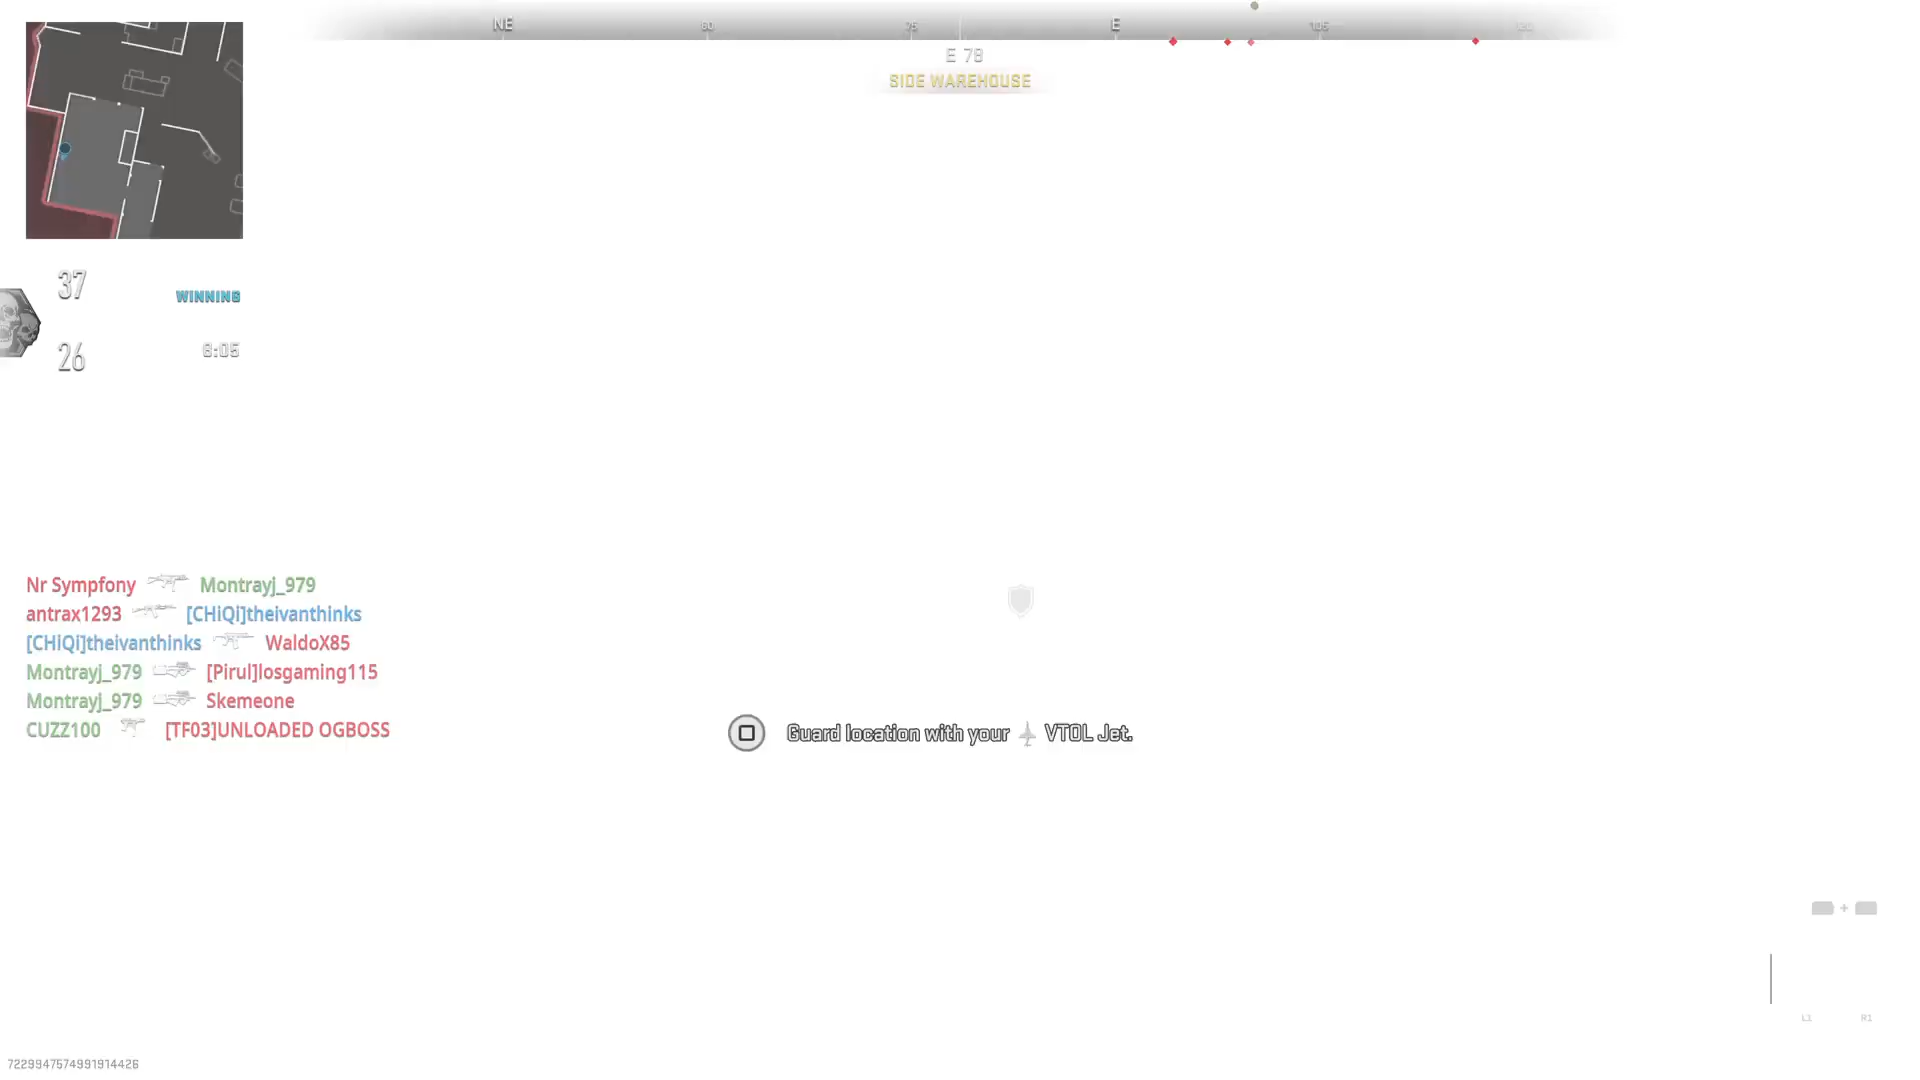 NE 60 75 E 105 120
E 78
SIDE WAREHOUSE
37
WINNING
26
8:05
Nr Sympfony Montrayj_979
antrax1293 [CHiQi]theivanthinks
[CHiQi]theivanthinks WaldoX85
Montrayj_979 [Pirul]losgaming115
Montrayj_979 Skemeone
CUZZ100 [TF03]UNLOADED OGBOSS
Guard location with your VTOL Jet.
+
L1 R1
7229947574991914426